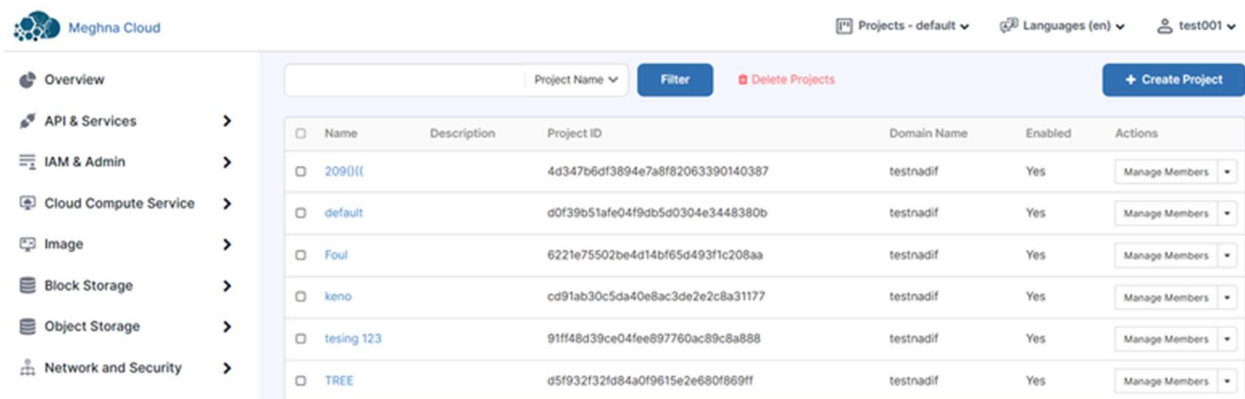 Meghna Cloud
Projects - default
Languages (en)
test001
Overview
API & Services
IAM & Admin
Cloud Compute Service
Image
Block Storage
Object Storage
Network and Security
Project Name
Filter
Delete Projects
+ Create Project
Name Description Project ID Domain Name Enabled Actions
209()(( 4d347b6df3894e7a8f82063390140387 testnadif Yes Manage Members
default d0f39b51afe04f9db5d0304e3448380b testnadif Yes Manage Members
Foul 6221e75502be4d14bf65d493f1c208aa testnadif Yes Manage Members
keno cd91ab30c5da40e8ac3de2e2c8a31177 testnadif Yes Manage Members
tesing 123 91ff48d39ce04fee897760ac89c8a888 testnadif Yes Manage Members
TREE d5f932f32fd84a0f9615e2e680f869ff testnadif Yes Manage Members